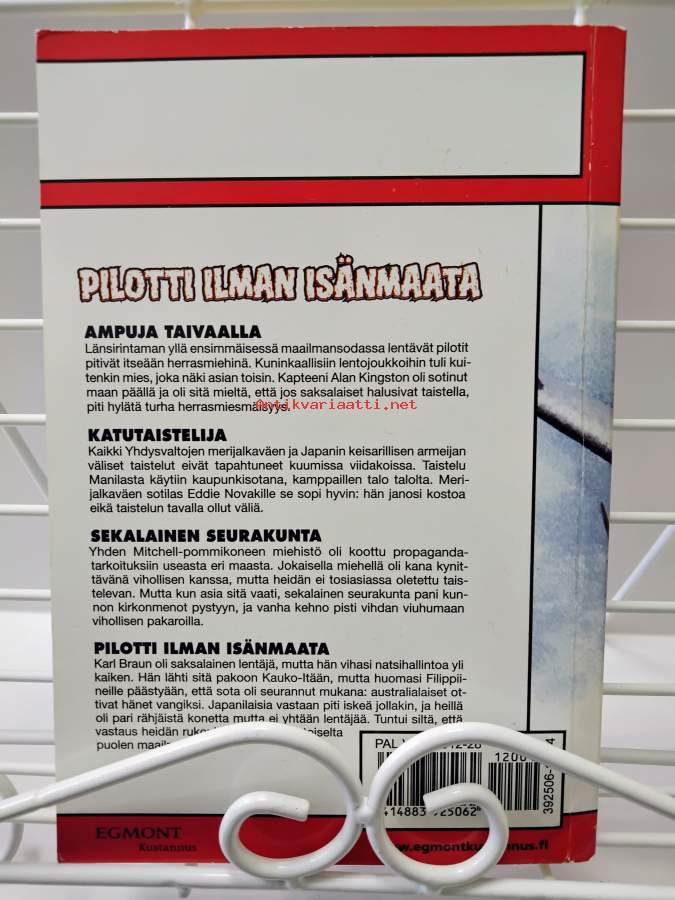 PILOTTI ILMAN ISÄNMAATA
AMPUJA TAIVAALLA
Länsirintaman yllä ensimmäisessä maailmansodassa lentävät pilotit
pitivät itseään herrasmiehinä. Kuninkaallisiin lentojoukkoihin tuli kui-
tenkin mies, joka näki asian toisin. Kapteeni Alan Kingston oli sotinut
maan päällä ja oli sitä mieltä, että jos saksalaiset halusivat taistella,
piti hylätä turha herrasmiesmäisyys.
Antikvariaatti.net
KATUTAISTELIJA
Kaikki Yhdysvaltojen merijalkaväen ja Japanin keisarillisen armeijan
väliset taistelut eivät tapahtuneet kuumissa viidakoissa. Taistelu
Manilasta käytiin kaupunkisotana, kamppaillen talo talolta. Meri-
jalkaväen sotilas Eddie Novakille se sopi hyvin: hän janosi kostoa
eikä taistelun tavalla ollut väliä.
SEKALAINEN SEURAKUNTA
Yhden Mitchell-pommikoneen miehistö oli koottu propaganda-
tarkoituksiin useasta eri maasta. Jokaisella miehellä oli kana kynit-
tävänä vihollisen kanssa, mutta heidän ei tosiasiassa oletettu tais-
televan. Mutta kun asia sitä vaati, sekalainen seurakunta pani kun-
non kirkonmenot pystyyn, ja vanha kehno pisti vihdan viuhumaan
vihollisen pakaroilla.
PILOTTI ILMAN ISÄNMAATA
Karl Braun oli saksalainen lentäjä, mutta hän vihasi natsihallintoa yli
kaiken. Hän lähti sitä pakoon Kauko-Itään, mutta huomasi Filippii-
neille päästyään, että sota oli seurannut mukana: australialaiset ot-
tivat hänet vangiksi. Japanilaisia vastaan piti iskeä jollakin, ja heillä
oli pari rähjäistä konetta mutta ei yhtään lentäjää. Tuntui siltä, että
vastaus heidän
puolen
PAL
392506-
414883 925062
EGMONT
Kustannus